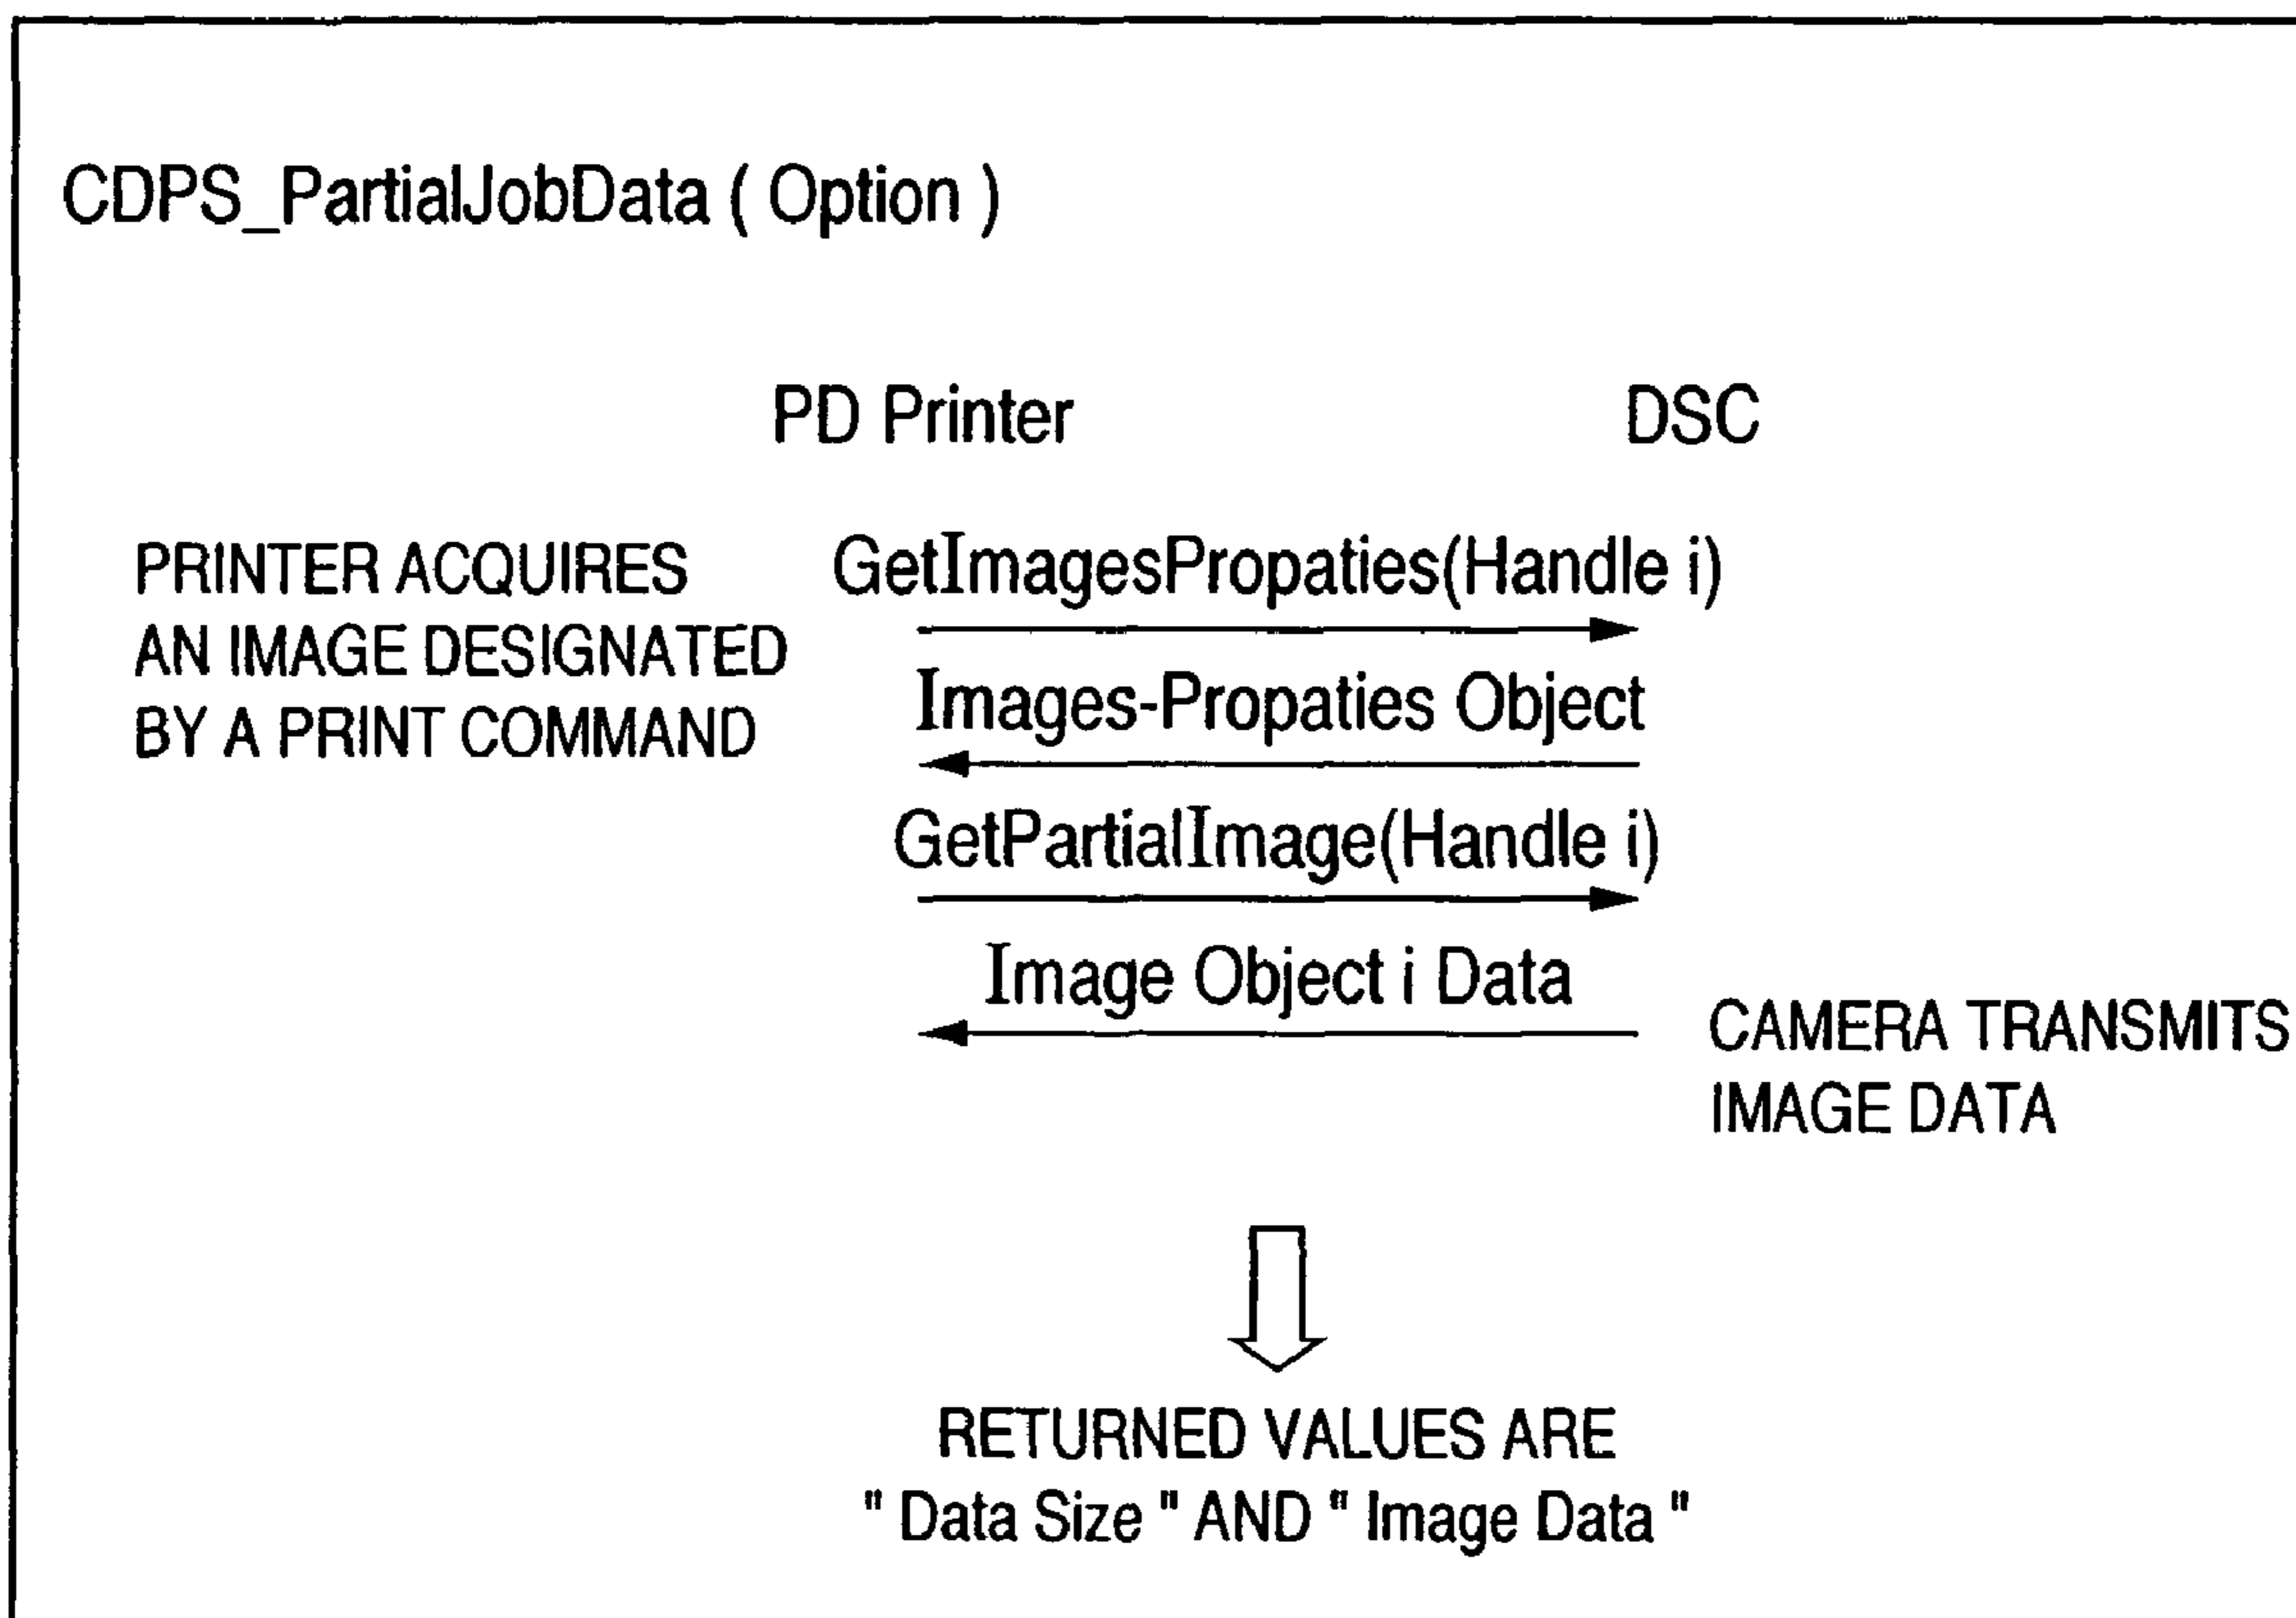 CDPS_PartialJobData ( Option )
PD Printer
DSC
PRINTER ACQUIRES
AN IMAGE DESIGNATED
BY A PRINT COMMAND
GetImagesPropaties(Handle i)
Images-Propaties Object
GetPartialImage(Handle i)
Image Object i Data
CAMERA TRANSMITS
IMAGE DATA
RETURNED VALUES ARE
" Data Size " AND " Image Data "